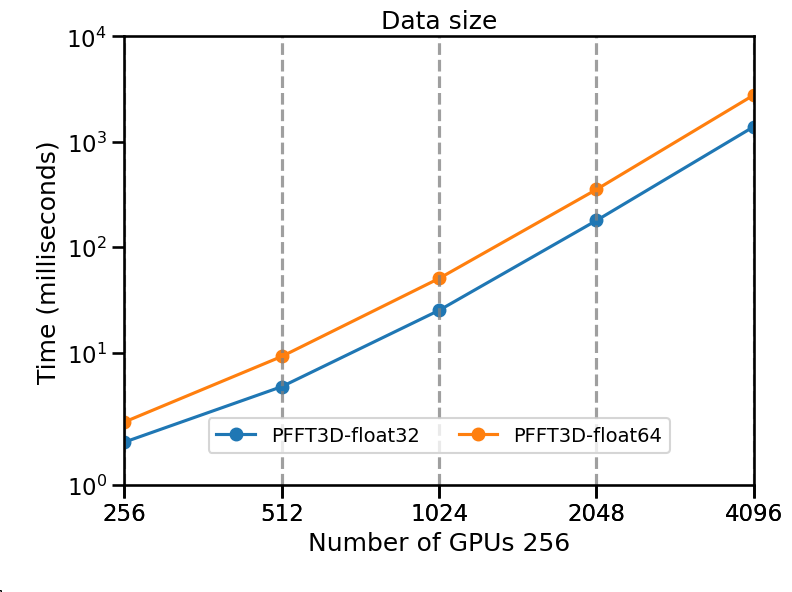 Data size
10^4
10^3
10^2
10^1
10^0
Time (milliseconds)
PFFT3D-float32 PFFT3D-float64
256 512 1024 2048 4096
Number of GPUs 256